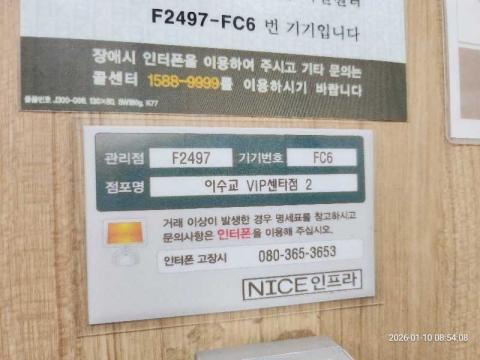 F2497-FC6 번 기기입니다
장애시 인터폰을 이용하여 주시고 기타 문의는
콜센터 1588-9999를 이용하시기 바랍니다
관리점 F2497 기기번호 FC6
점포명 이수교 VIP센타점 2
거래 이상이 발생한 경우 명세표를 참고하시고
문의사항은 인터폰을 이용해 주십시오.
인터폰 고장시 080-365-3653
NICE인프라
2026-01-10 08:54:08